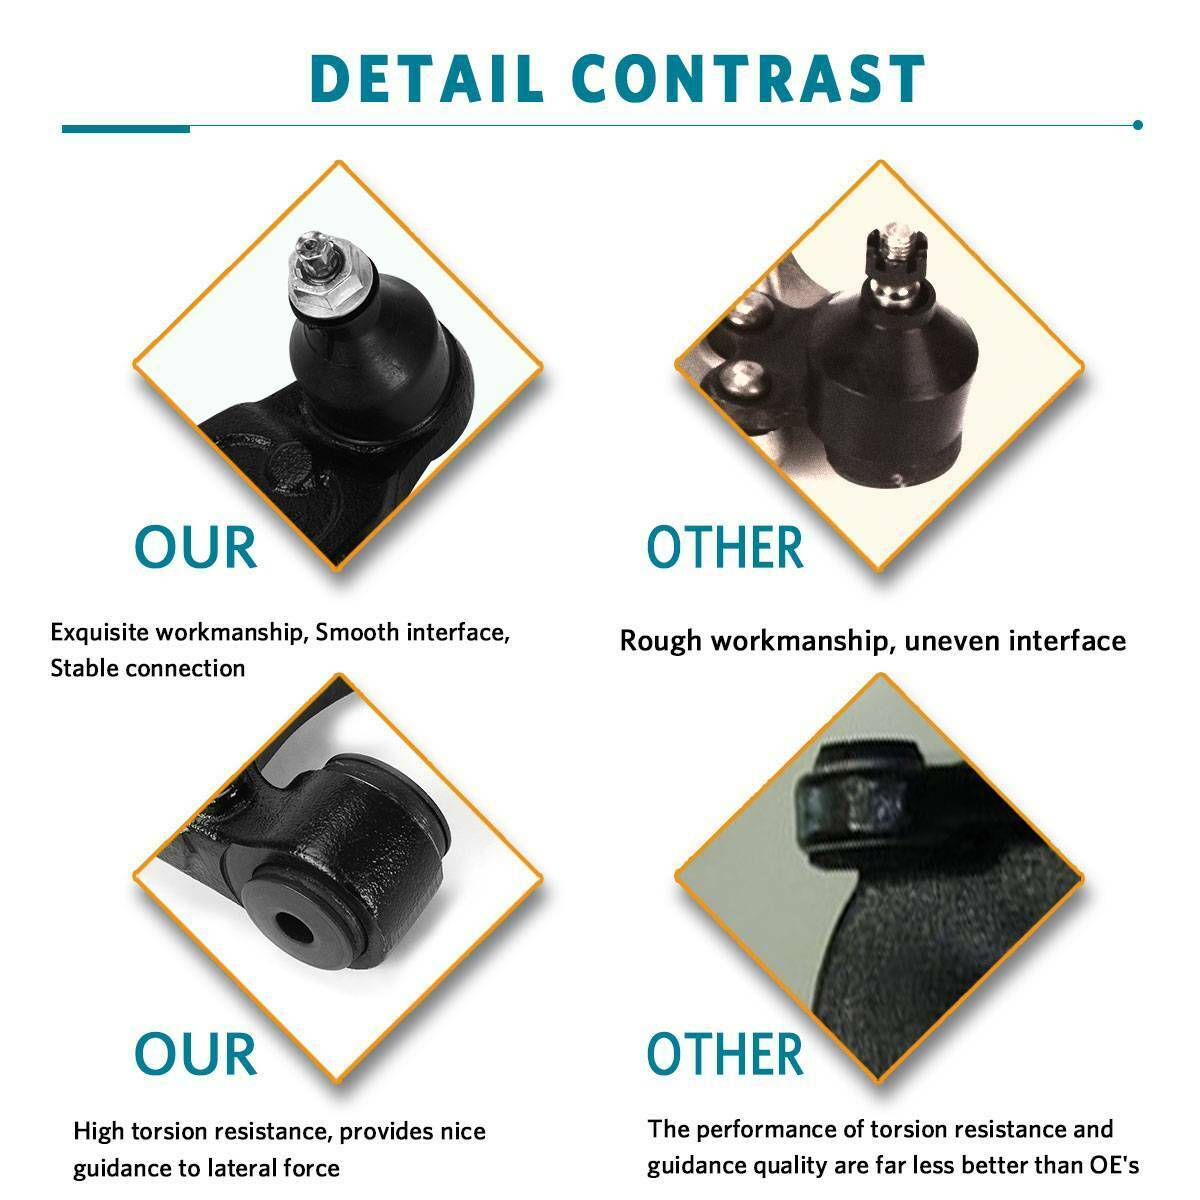 DETAIL CONTRAST
OUR
OTHER
Exquisite workmanship, Smooth interface,
Stable connection
Rough workmanship, uneven interface
OUR
OTHER
High torsion resistance, provides nice
guidance to lateral force
The performance of torsion resistance and
guidance quality are far less better than OE's